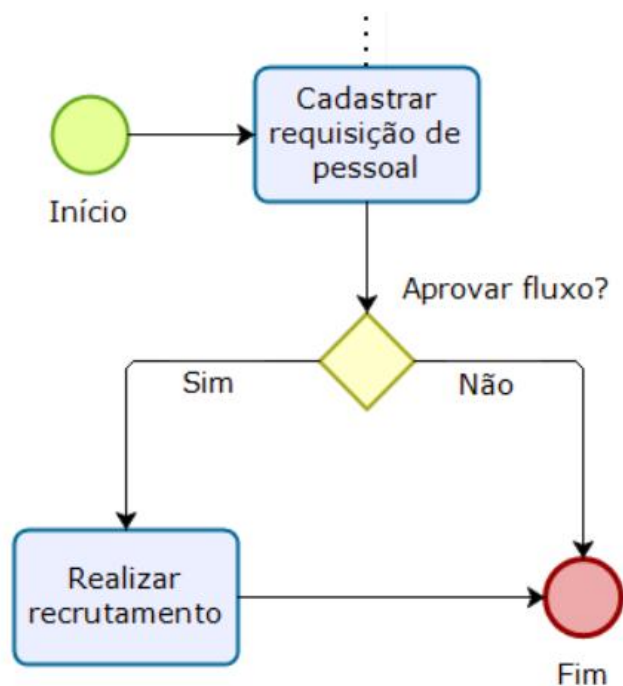 Cadastrar
requisição de
pessoal
Início
Aprovar fluxo?
Sim
Não
Realizar
recrutamento
Fim